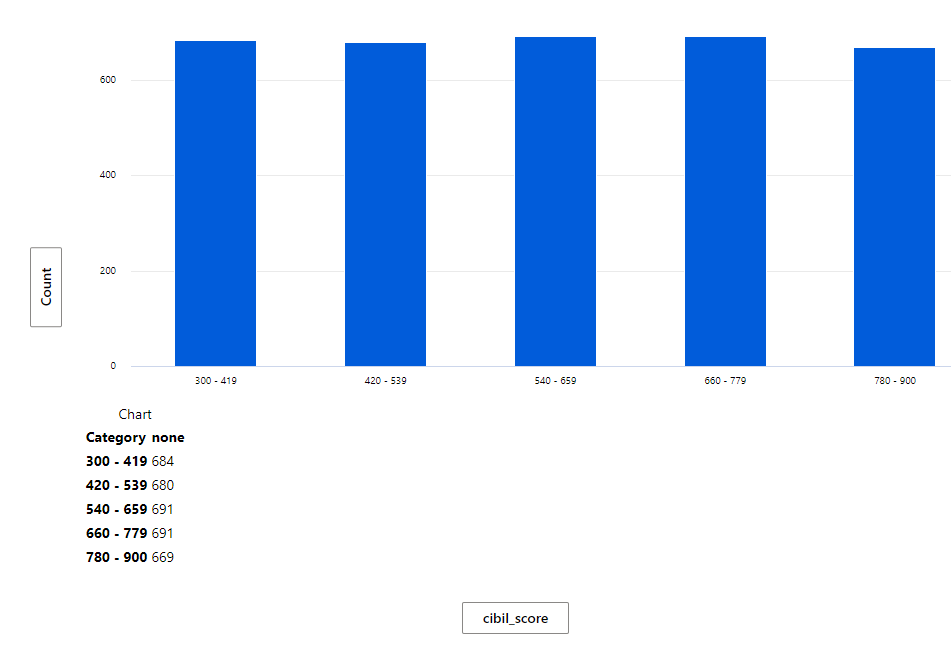 600
400
200
0
Count
300 - 419 420 - 539 540 - 659 660 - 779 780 - 900
Chart
Category none
300 - 419 684
420 - 539 680
540 - 659 691
660 - 779 691
780 - 900 669
cibil_score